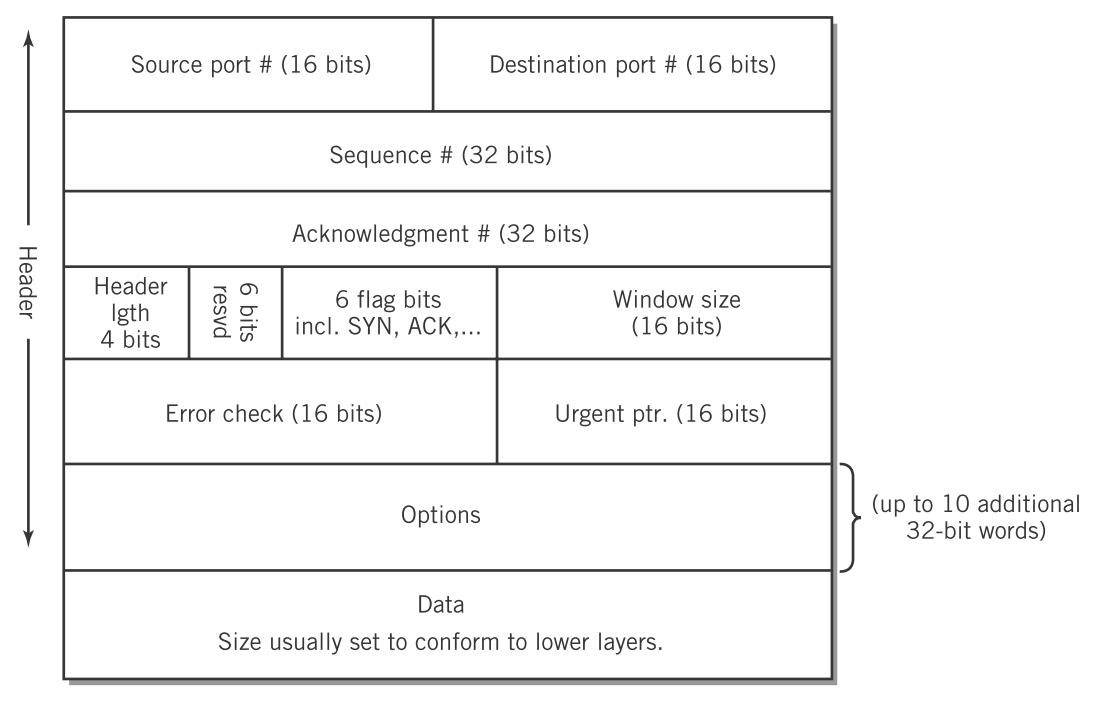 Header
Source port # (16 bits)
Destination port # (16 bits)
Sequence # (32 bits)
Acknowledgment # (32 bits)
Header
lgth
4 bits
6 bits
resvd
6 flag bits
incl. SYN, ACK,...
Window size
(16 bits)
Error check (16 bits)
Urgent ptr. (16 bits)
Options
(up to 10 additional
32-bit words)
Data
Size usually set to conform to lower layers.